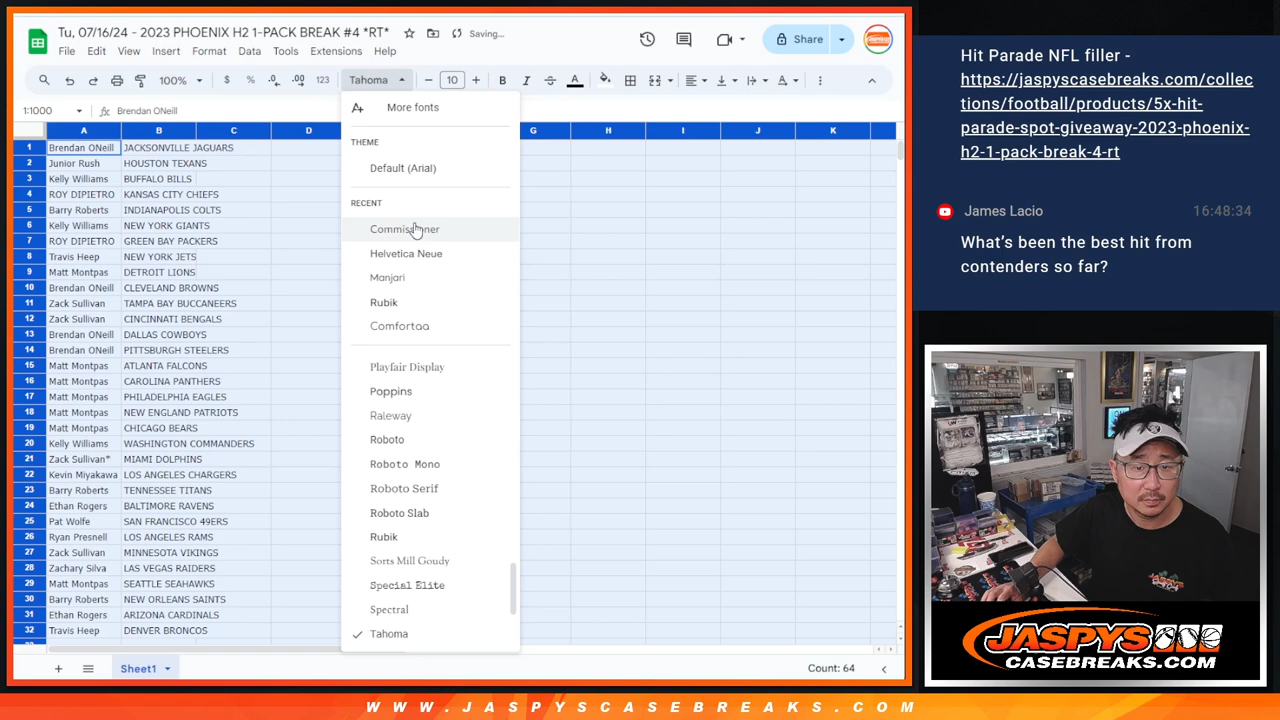 Tu, 07/16/24 - 2023 PHOENIX H2 1-PACK BREAK #4 *RT*
Saving...
File Edit View Insert Format Data Tools Extensions Help
Share
100%
$ % .0 .00 123
Tahoma
10
B I A
1:1000
fx Brendan ONeill
A B C D G H I J K
1 Brendan ONeill JACKSONVILLE JAGUARS
2 Junior Rush HOUSTON TEXANS
3 Kelly Williams BUFFALO BILLS
4 ROY DIPIETRO KANSAS CITY CHIEFS
5 Barry Roberts INDIANAPOLIS COLTS
6 Kelly Williams NEW YORK GIANTS
7 ROY DIPIETRO GREEN BAY PACKERS
8 Travis Heep NEW YORK JETS
9 Matt Montpas DETROIT LIONS
10 Brendan ONeill CLEVELAND BROWNS
11 Zack Sullivan TAMPA BAY BUCCANEERS
12 Zack Sullivan CINCINNATI BENGALS
13 Brendan ONeill DALLAS COWBOYS
14 Brendan ONeill PITTSBURGH STEELERS
15 Matt Montpas ATLANTA FALCONS
16 Matt Montpas CAROLINA PANTHERS
17 Matt Montpas PHILADELPHIA EAGLES
18 Matt Montpas NEW ENGLAND PATRIOTS
19 Matt Montpas CHICAGO BEARS
20 Kelly Williams WASHINGTON COMMANDERS
21 Zack Sullivan* MIAMI DOLPHINS
22 Kevin Miyakawa LOS ANGELES CHARGERS
23 Barry Roberts TENNESSEE TITANS
24 Ethan Rogers BALTIMORE RAVENS
25 Pat Wolfe SAN FRANCISCO 49ERS
26 Ryan Presnell LOS ANGELES RAMS
27 Zack Sullivan MINNESOTA VIKINGS
28 Zachary Silva LAS VEGAS RAIDERS
29 Matt Montpas SEATTLE SEAHAWKS
30 Barry Roberts NEW ORLEANS SAINTS
31 Ethan Rogers ARIZONA CARDINALS
32 Travis Heep DENVER BRONCOS
More fonts
THEME
Default (Arial)
RECENT
Commissioner
Helvetica Neue
Manjari
Rubik
Comfortaa
Playfair Display
Poppins
Raleway
Roboto
Roboto Mono
Roboto Serif
Roboto Slab
Rubik
Sorts Mill Goudy
Special Elite
Spectral
Tahoma
Sheet1
Count: 64
Hit Parade NFL filler -
https://jaspyscasebreaks.com/collec
tions/football/products/5x-hit-
parade-spot-giveaway-2023-phoenix-
h2-1-pack-break-4-rt
James Lacio 16:48:34
What's been the best hit from
contenders so far?
JASPYS
CASEBREAKS.COM
WWW.JASPYSCASEBREAKS.COM